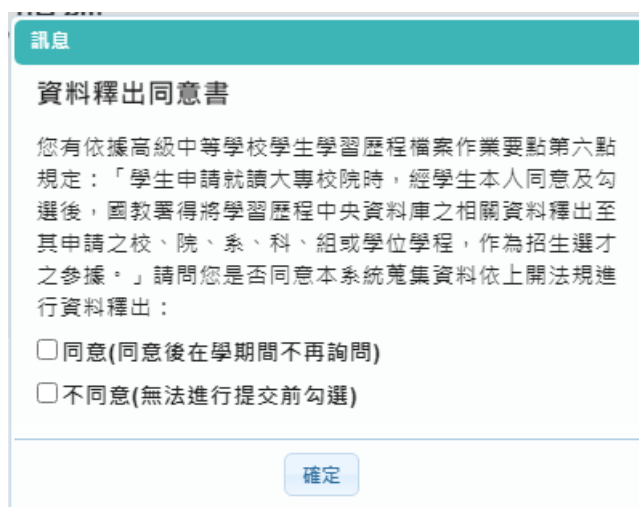 訊息
資料釋出同意書
您有依據高級中等學校學生學習歷程檔案作業要點第六點
規定：「學生申請就讀大專校院時，經學生本人同意及勾
選後，國教署得將學習歷程中央資料庫之相關資料釋出至
其申請之校、院、系、科、組或學位學程，作為招生選才
之參據。」請問您是否同意本系統蒐集資料依上開法規進
行資料釋出：
同意(同意後在學期間不再詢問)
不同意(無法進行提交前勾選)
確定